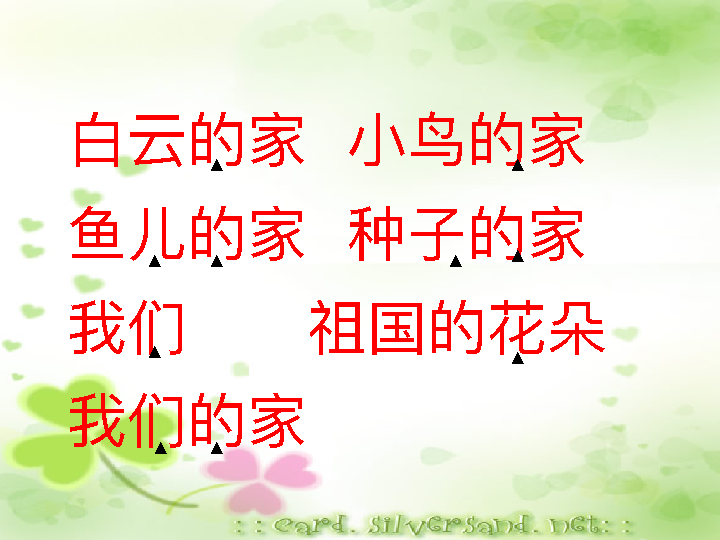 白云的家 小鸟的家
鱼儿的家 种子的家
我们 祖国的花朵
我们的家
::card.silversand.net::